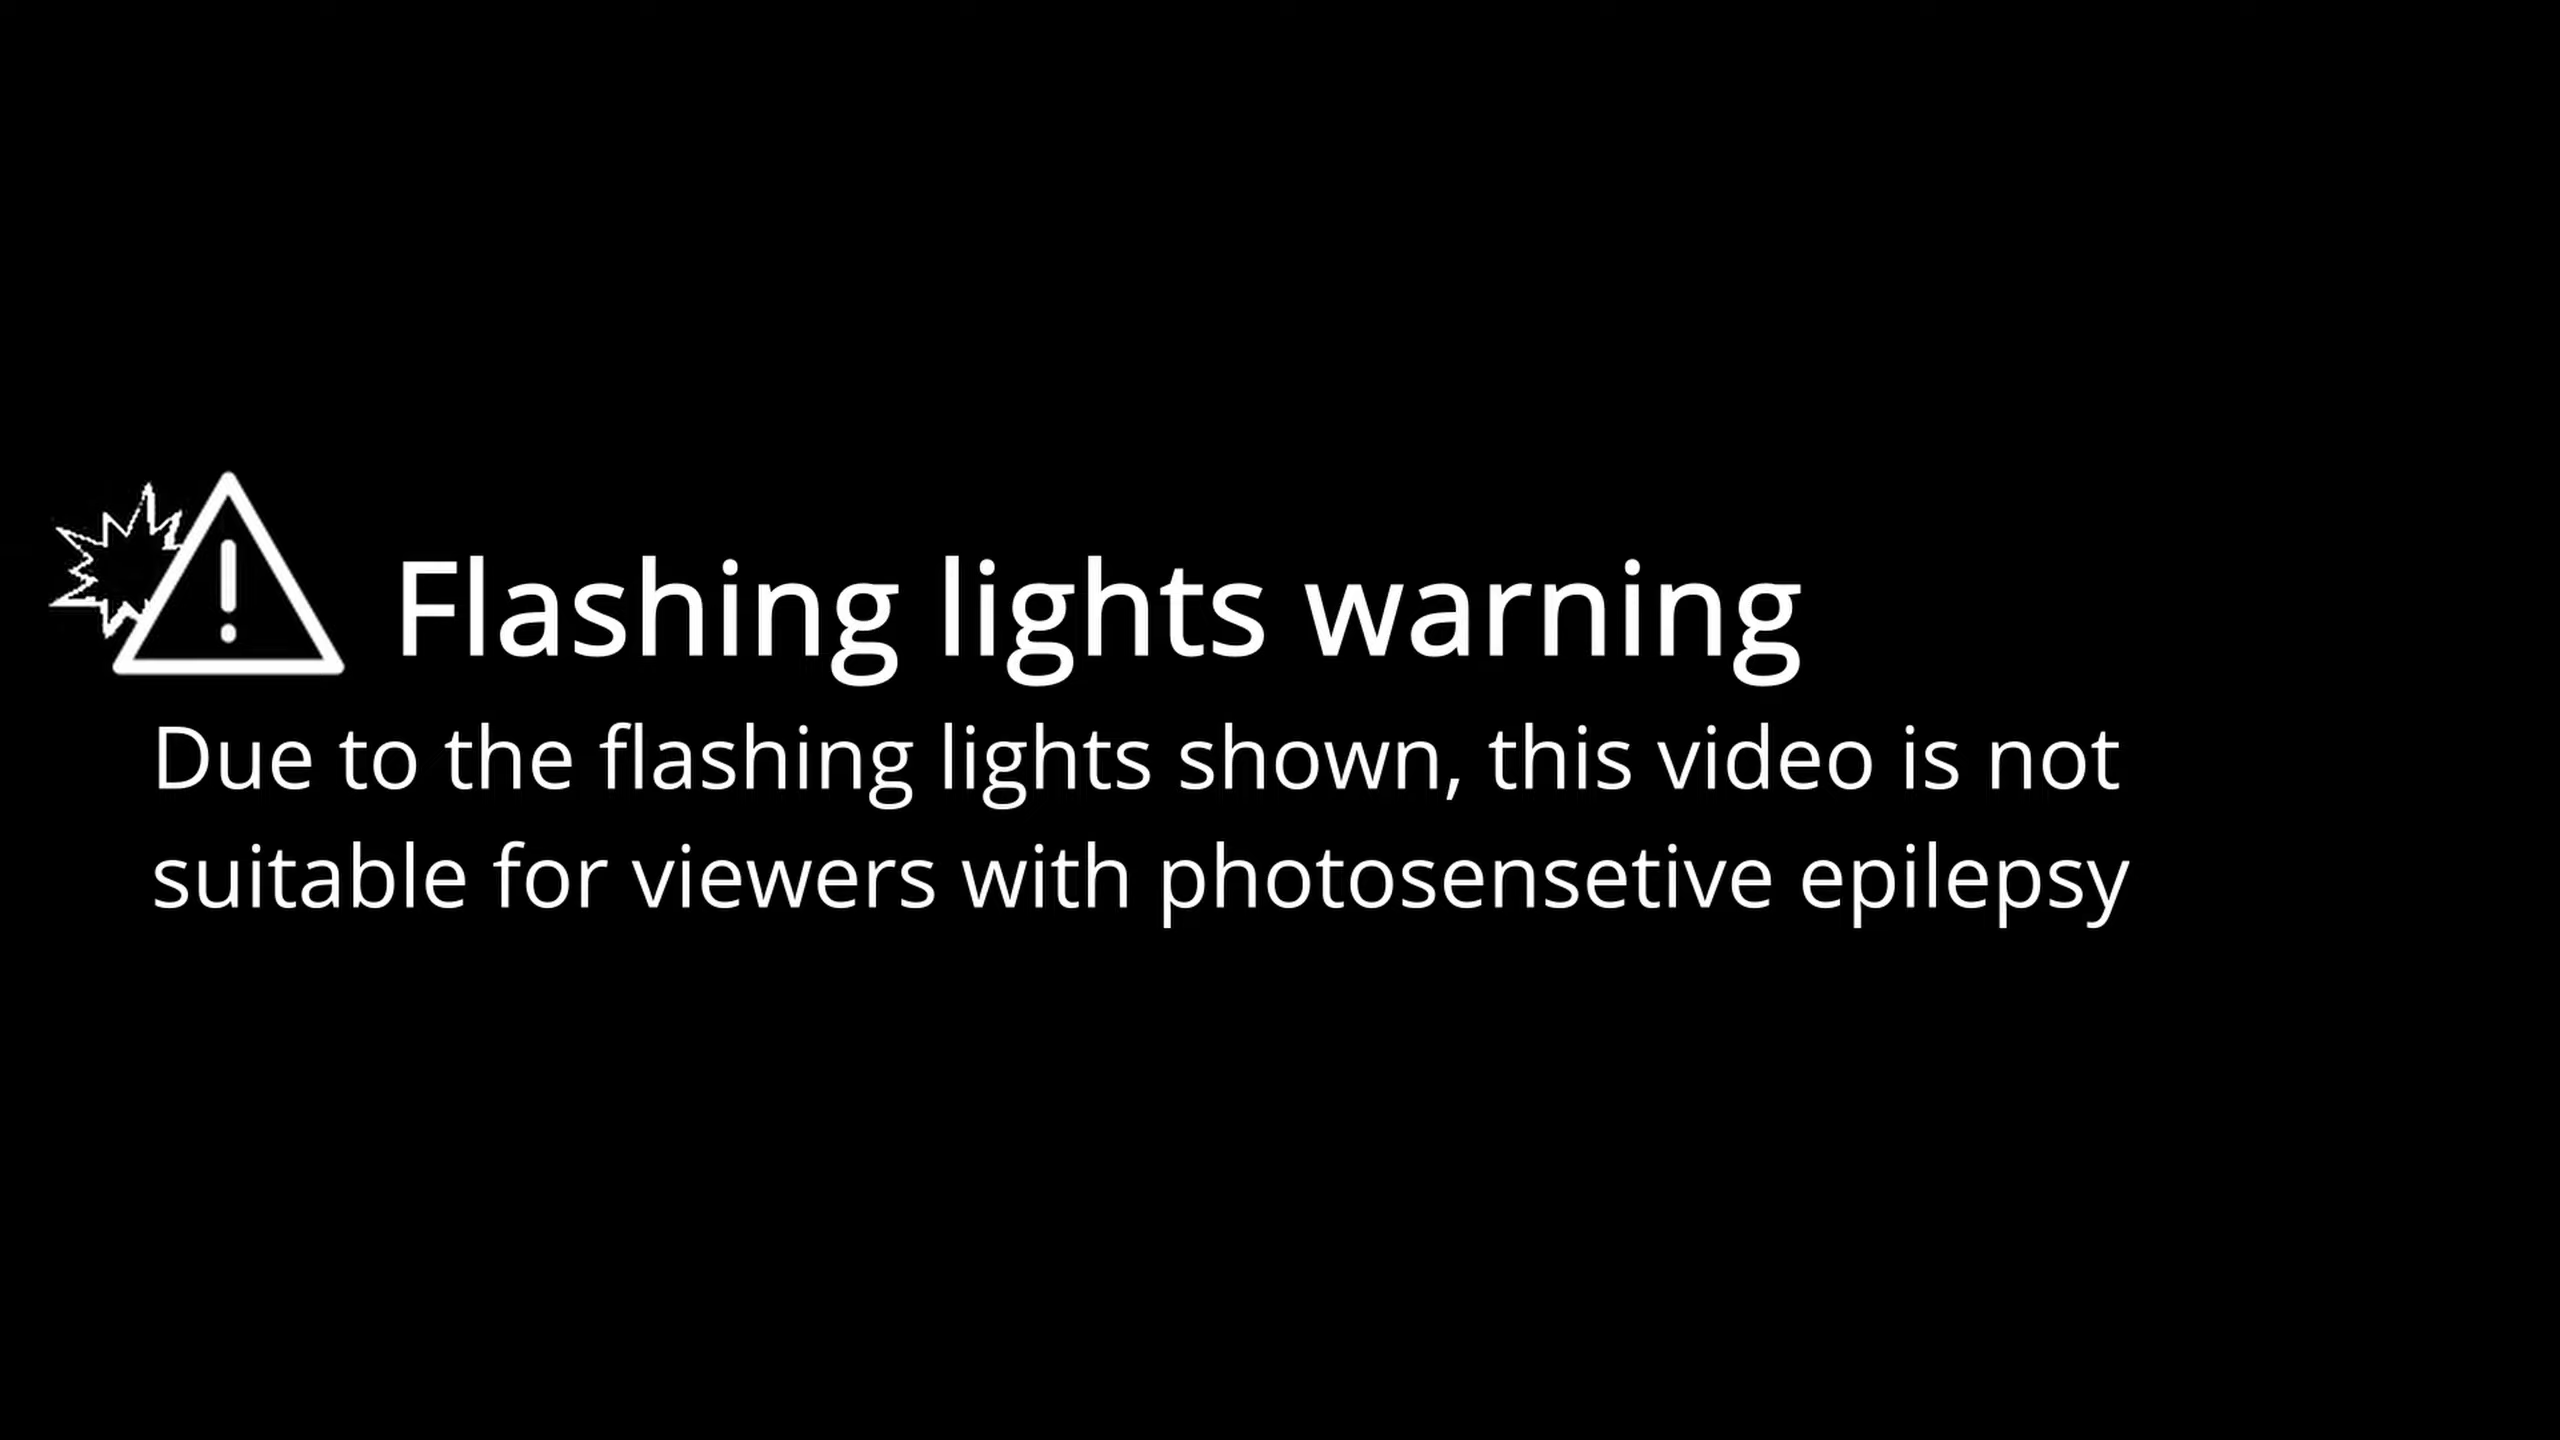 Flashing lights warning
Due to the flashing lights shown, this video is not
suitable for viewers with photosensetive epilepsy